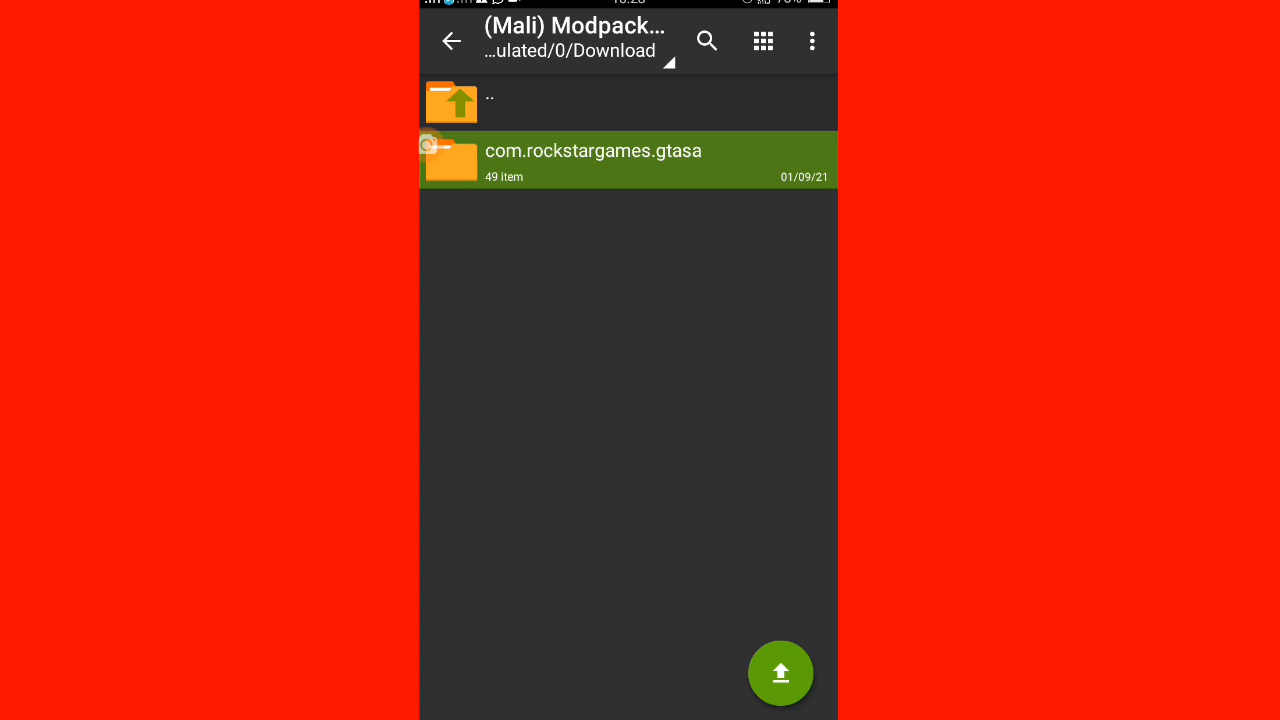 (Mali) Modpack...
...ulated/0/Download
..
com.rockstargames.gtasa
49 item
01/09/21